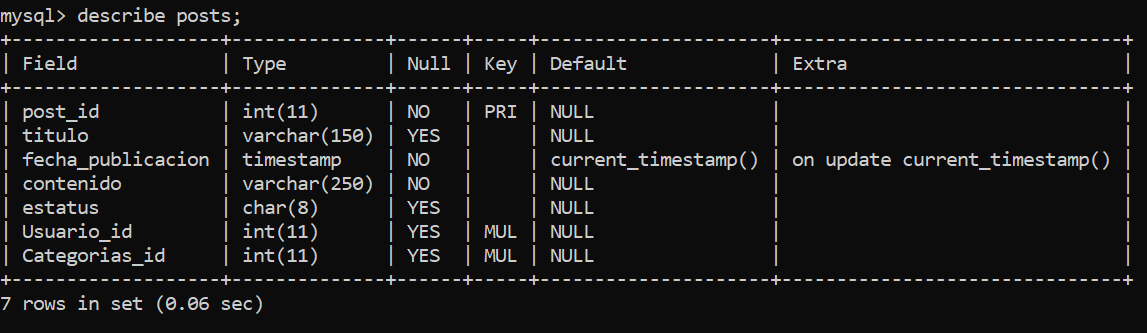 mysql> describe posts;
+-------------------+--------------+------+-----+---------------------+-------------------------------+
| Field             | Type         | Null | Key | Default             | Extra                         |
+-------------------+--------------+------+-----+---------------------+-------------------------------+
| post_id           | int(11)      | NO   | PRI | NULL                |                               |
| titulo            | varchar(150) | YES  |     | NULL                |                               |
| fecha_publicacion | timestamp    | NO   |     | current_timestamp() | on update current_timestamp() |
| contenido         | varchar(250) | NO   |     | NULL                |                               |
| estatus           | char(8)      | YES  |     | NULL                |                               |
| Usuario_id        | int(11)      | YES  | MUL | NULL                |                               |
| Categorias_id     | int(11)      | YES  | MUL | NULL                |                               |
+-------------------+--------------+------+-----+---------------------+-------------------------------+
7 rows in set (0.06 sec)